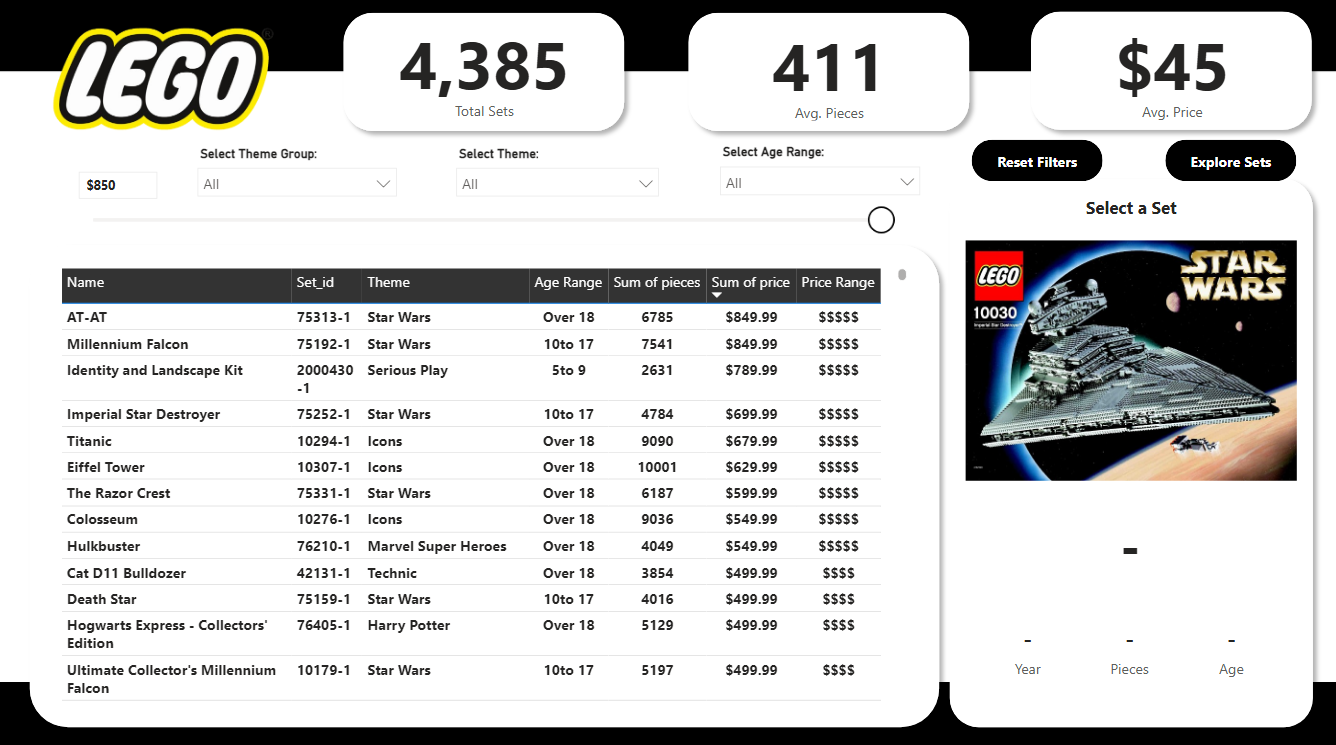 LEGO ®
4,385
Total Sets
411
Avg. Pieces
$45
Avg. Price
Select Theme Group:
Select Theme:
Select Age Range:
$850
All
All
All
Reset Filters
Explore Sets
Name Set_id Theme Age Range Sum of pieces Sum of price Price Range
AT-AT 75313-1 Star Wars Over 18 6785 $849.99 $$$$$
Millennium Falcon 75192-1 Star Wars 10to 17 7541 $849.99 $$$$$
Identity and Landscape Kit 2000430 Serious Play 5to 9 2631 $789.99 $$$$$
-1
Imperial Star Destroyer 75252-1 Star Wars 10to 17 4784 $699.99 $$$$$
Titanic 10294-1 Icons Over 18 9090 $679.99 $$$$$
Eiffel Tower 10307-1 Icons Over 18 10001 $629.99 $$$$$
The Razor Crest 75331-1 Star Wars Over 18 6187 $599.99 $$$$$
Colosseum 10276-1 Icons Over 18 9036 $549.99 $$$$$
Hulkbuster 76210-1 Marvel Super Heroes Over 18 4049 $549.99 $$$$$
Cat D11 Bulldozer 42131-1 Technic Over 18 3854 $499.99 $$$$
Death Star 75159-1 Star Wars 10to 17 4016 $499.99 $$$$
Hogwarts Express - Collectors' 76405-1 Harry Potter Over 18 5129 $499.99 $$$$
Edition
Ultimate Collector's Millennium 10179-1 Star Wars 10to 17 5197 $499.99 $$$$
Falcon
Select a Set
LEGO
STAR
WARS
10030
Imperial Star Destroyer
-
- - -
Year Pieces Age